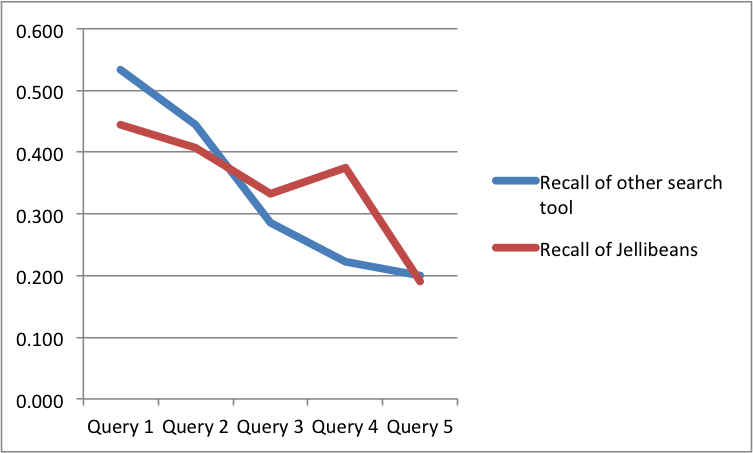 0.600
0.500
0.400
0.300
0.200
0.100
0.000
Query 1 Query 2 Query 3 Query 4 Query 5
Recall of other search
tool
Recall of Jellibeans